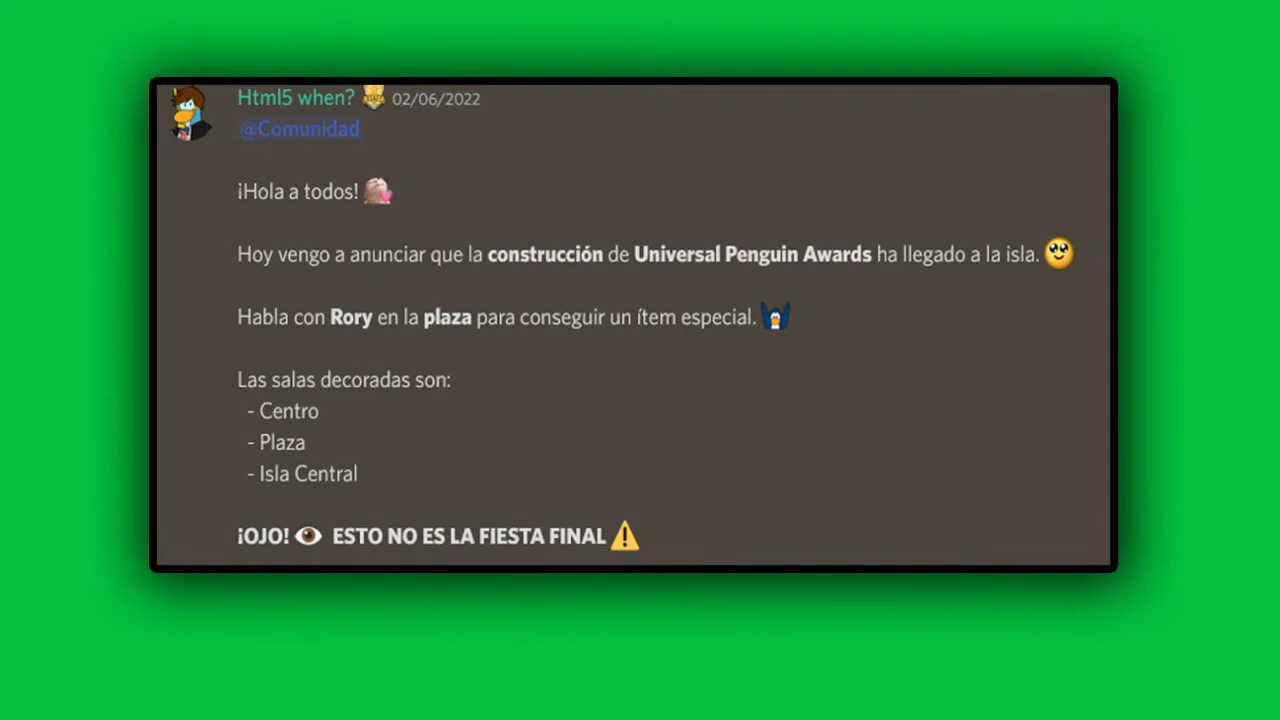 Html5 when? 02/06/2022
@Comunidad
¡Hola a todos!
Hoy vengo a anunciar que la construcción de Universal Penguin Awards ha llegado a la isla.
Habla con Rory en la plaza para conseguir un ítem especial.
Las salas decoradas son:
- Centro
- Plaza
- Isla Central
¡OJO! 👁️ ESTO NO ES LA FIESTA FINAL ⚠️